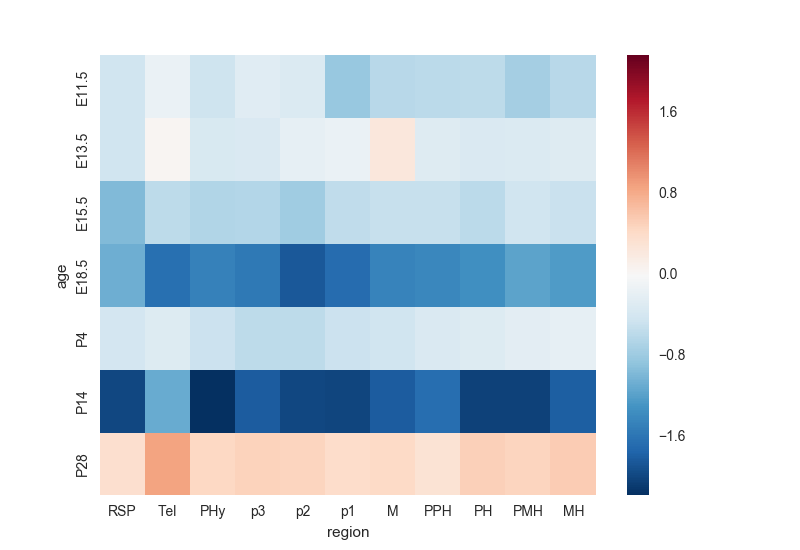 E11.5
E13.5
E15.5
E18.5
P4
P14
P28
age
RSP Tel PHy p3 p2 p1 M PPH PH PMH MH
region
1.6
0.8
0.0
−0.8
−1.6